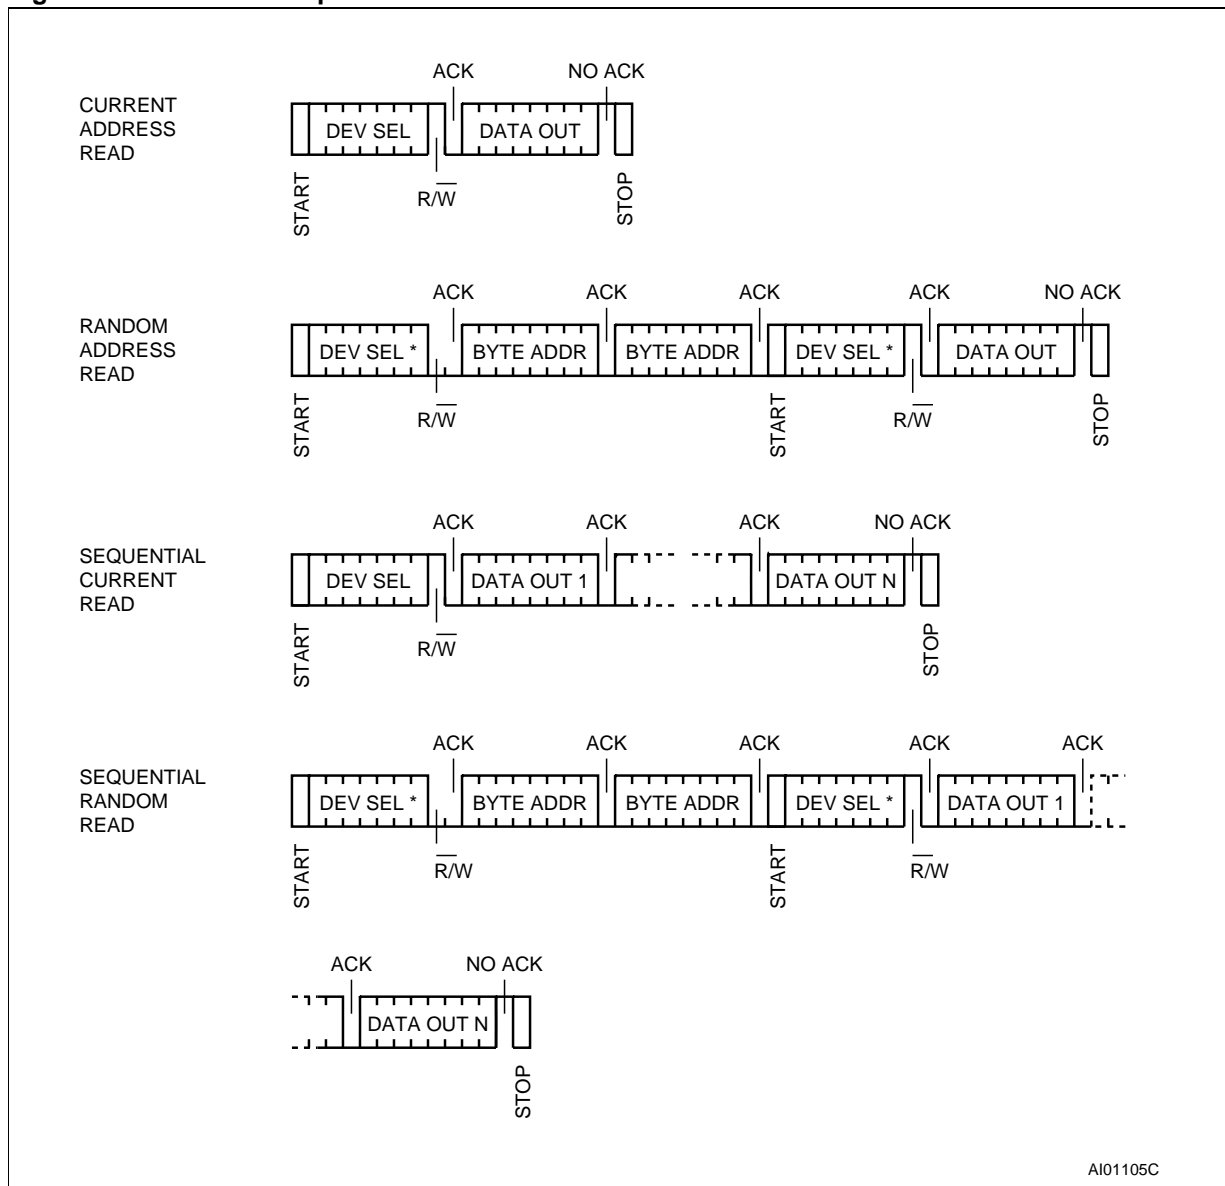 ACK NO ACK
CURRENT
ADDRESS
READ
DEV SEL DATA OUT
START R/W̅ STOP
ACK ACK ACK ACK NO ACK
RANDOM
ADDRESS
READ
DEV SEL * BYTE ADDR BYTE ADDR DEV SEL * DATA OUT
START R/W̅ START R/W̅ STOP
ACK ACK ACK NO ACK
SEQUENTIAL
CURRENT
READ
DEV SEL DATA OUT 1 DATA OUT N
START R/W̅ STOP
ACK ACK ACK ACK ACK
SEQUENTIAL
RANDOM
READ
DEV SEL * BYTE ADDR BYTE ADDR DEV SEL * DATA OUT 1
START R̅/W START R̅/W
ACK NO ACK
DATA OUT N
STOP
AI01105C